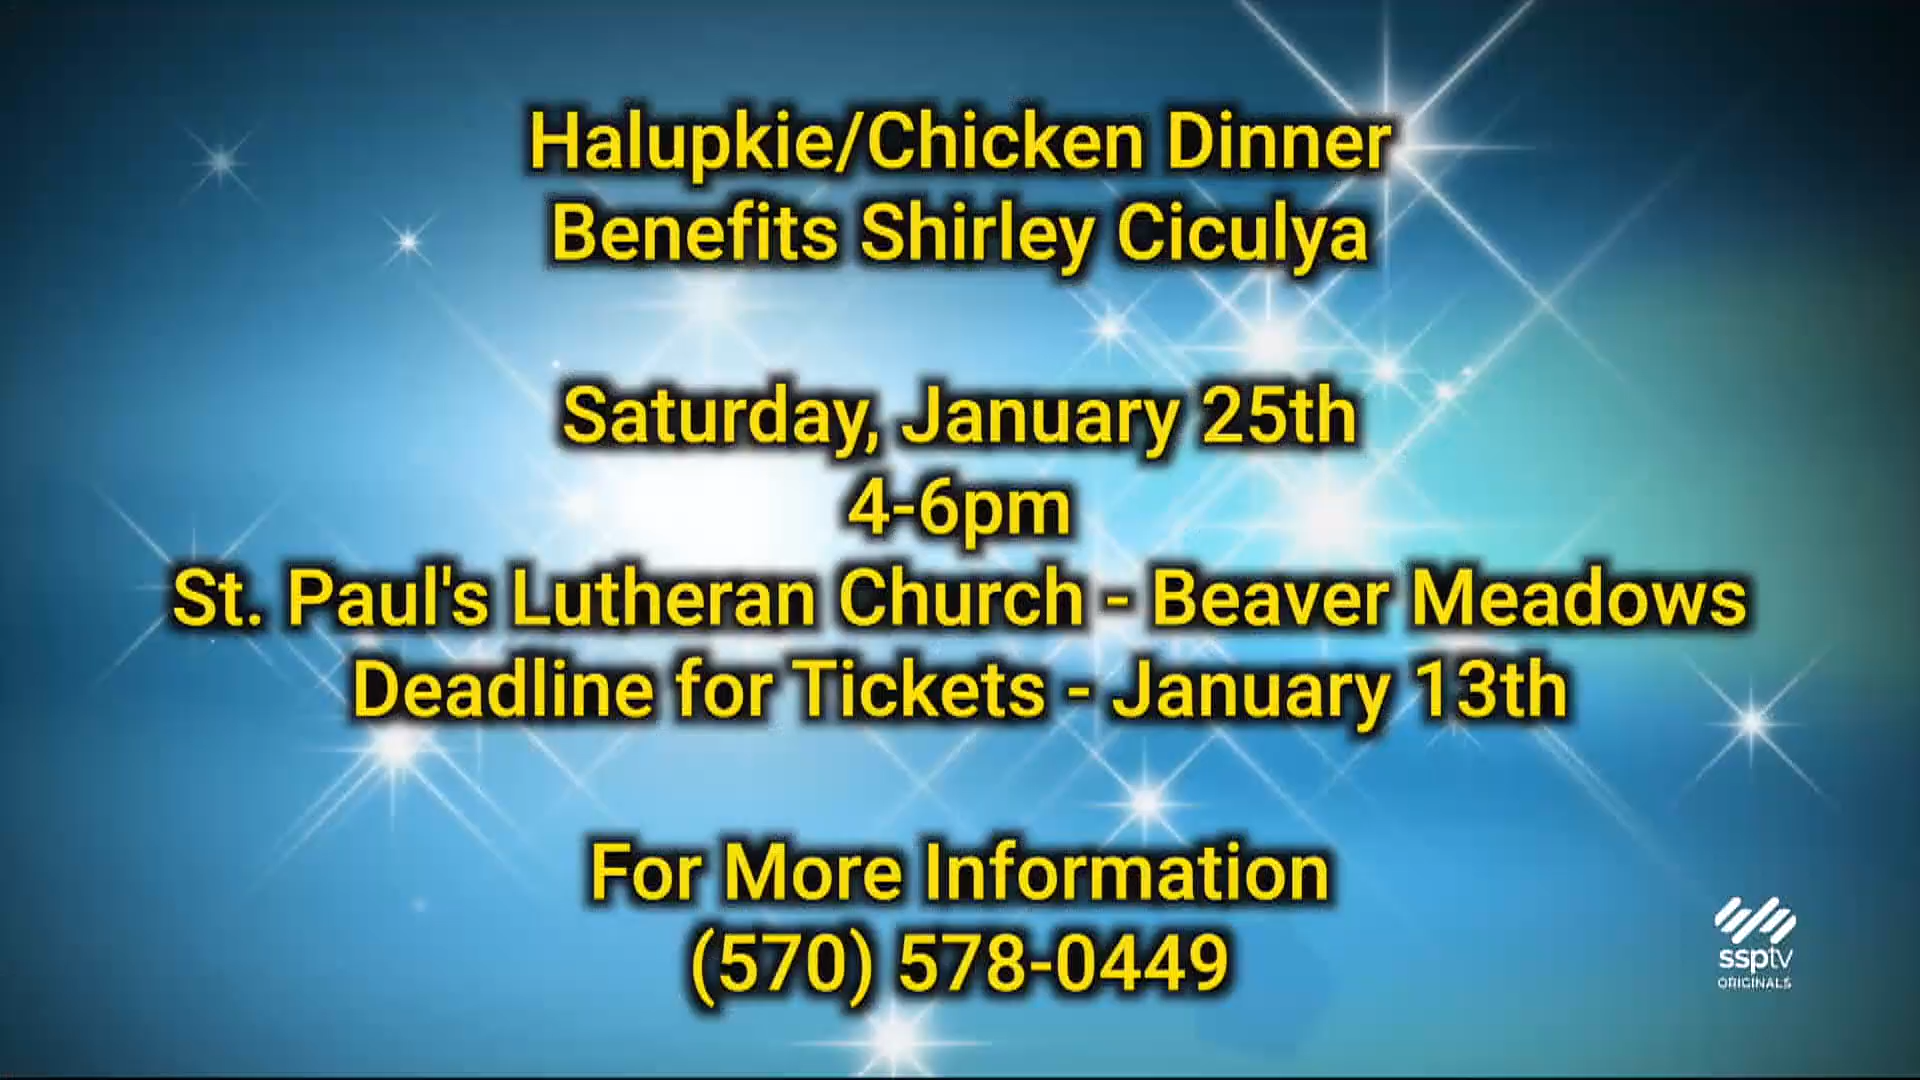 Halupkie/Chicken Dinner
Benefits Shirley Ciculya
Saturday, January 25th
4-6pm
St. Paul's Lutheran Church - Beaver Meadows
Deadline for Tickets - January 13th
For More Information
(570) 578-0449
ssptv
ORIGINALS